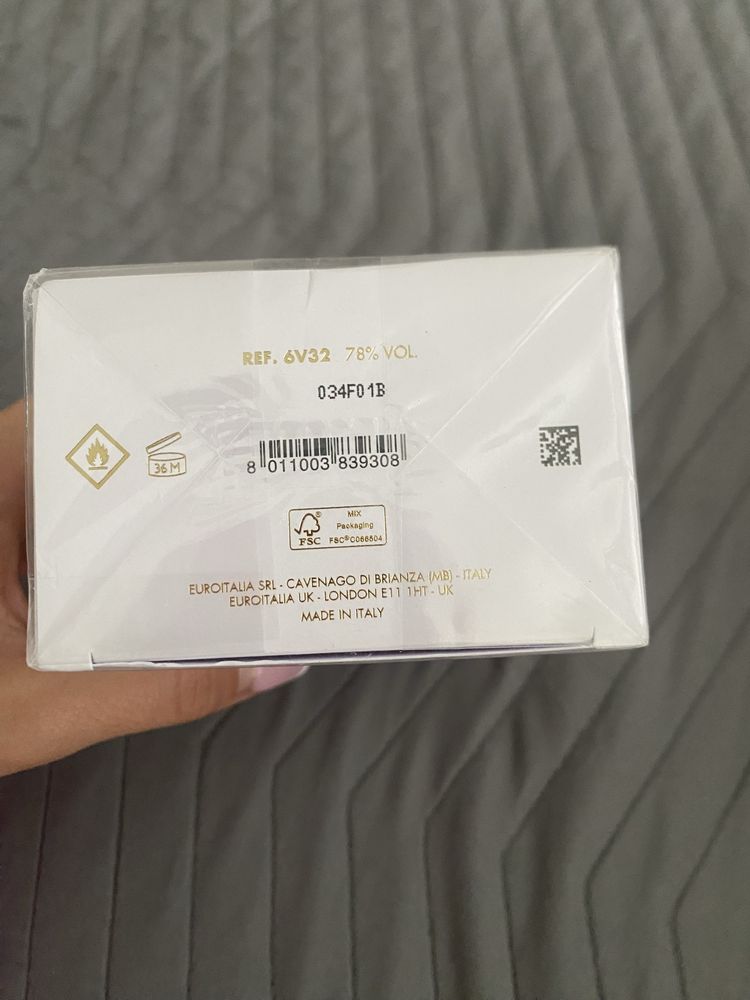 REF. 6V32 78% VOL.
034F01B
36 M
8 011003 839308
FSC®
MIX
Packaging
FSC® C066504
EUROITALIA SRL - CAVENAGO DI BRIANZA (MB) - ITALY
EUROITALIA UK - LONDON E11 1HT - UK
MADE IN ITALY